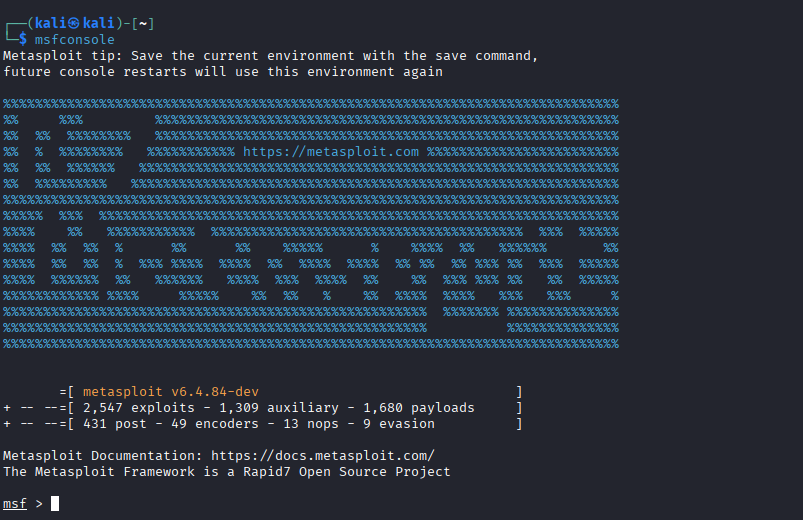 ┌──(kali㉿kali)-[~]
└─$ msfconsole
Metasploit tip: Save the current environment with the save command,
future console restarts will use this environment again
https://metasploit.com
=[ metasploit v6.4.84-dev ]
+ -- --=[ 2,547 exploits - 1,309 auxiliary - 1,680 payloads ]
+ -- --=[ 431 post - 49 encoders - 13 nops - 9 evasion ]
Metasploit Documentation: https://docs.metasploit.com/
The Metasploit Framework is a Rapid7 Open Source Project
msf >